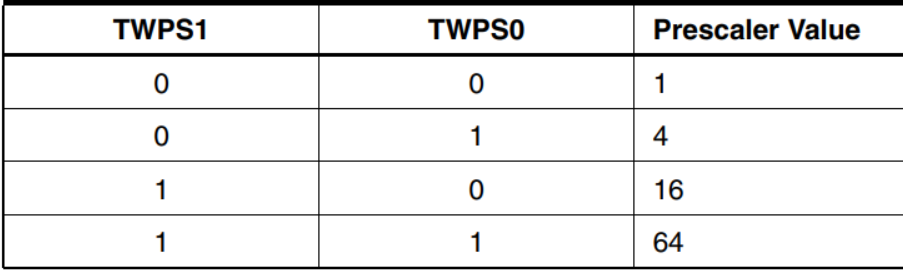 TWPS1 TWPS0 Prescaler Value
0 0 1
0 1 4
1 0 16
1 1 64